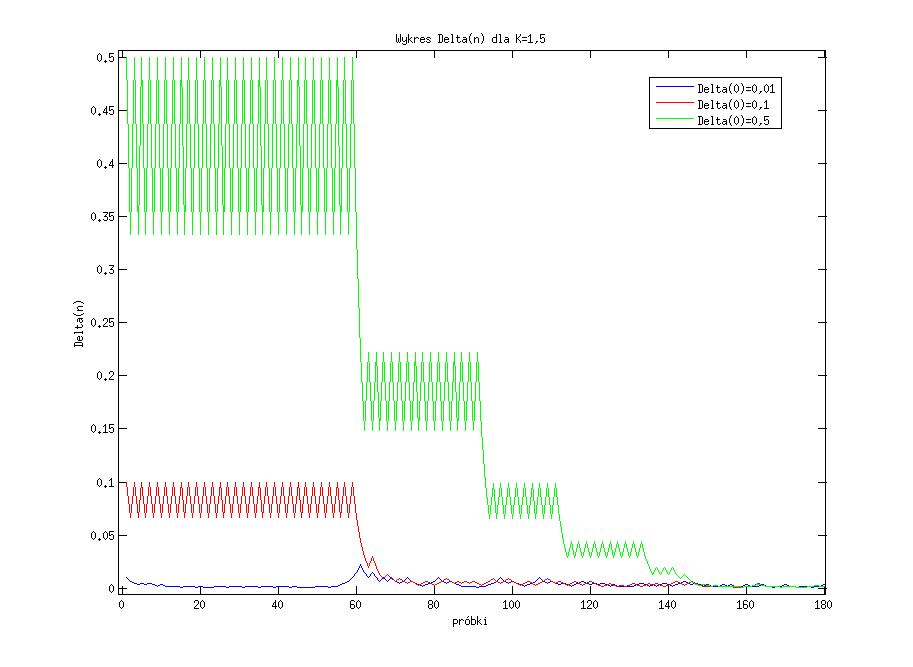 Wykres Delta(n) dla K=1,5
Delta(0)=0,01
Delta(0)=0,1
Delta(0)=0,5
Delta(n)
0.5
0.45
0.4
0.35
0.3
0.25
0.2
0.15
0.1
0.05
0
0 20 40 60 80 100 120 140 160 180
próbki